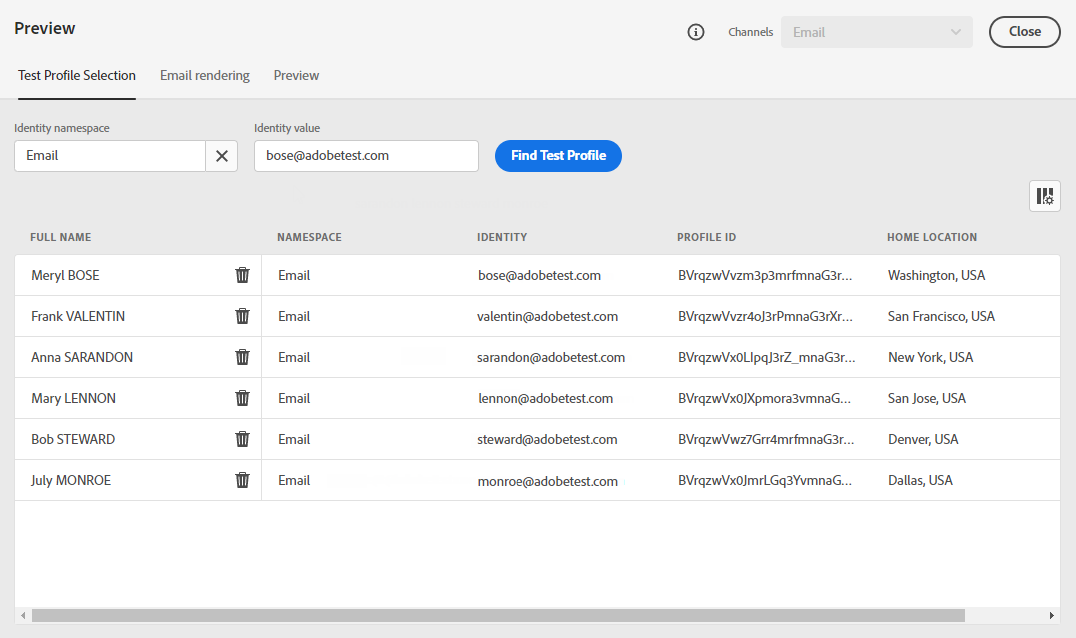 Preview
Channels Email Close
Test Profile Selection Email rendering Preview
Identity namespace Identity value
Email bose@adobetest.com Find Test Profile
FULL NAME NAMESPACE IDENTITY PROFILE ID HOME LOCATION
Meryl BOSE Email bose@adobetest.com BVrqzwVvzm3p3mrfmnaG3r... Washington, USA
Frank VALENTIN Email valentin@adobetest.com BVrqzwVvzr4oJ3rPmnaG3rXr... San Francisco, USA
Anna SARANDON Email sarandon@adobetest.com BVrqzwVx0LIpqJ3rZ_mnaG3r... New York, USA
Mary LENNON Email lennon@adobetest.com BVrqzwVx0JXpmora3vmnaG... San Jose, USA
Bob STEWARD Email steward@adobetest.com BVrqzwVwz7Grr4mrfmnaG3r... Denver, USA
July MONROE Email monroe@adobetest.com BVrqzwVx0JmrLGq3YvmnaG... Dallas, USA